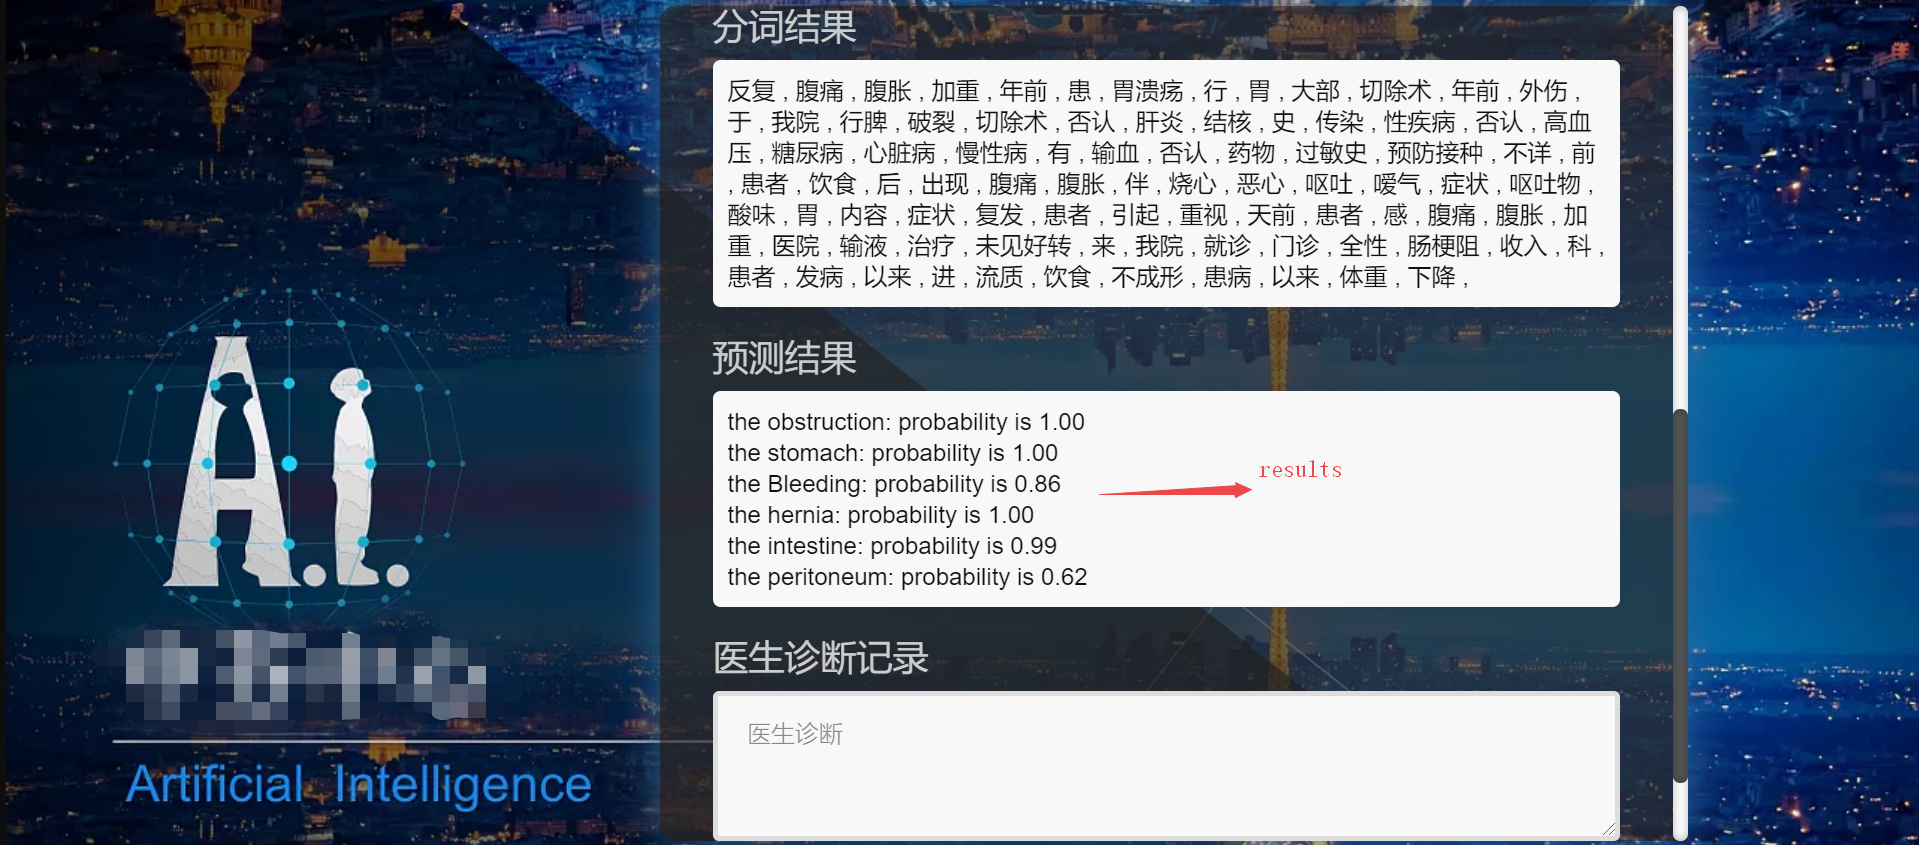 分词结果
反复 , 腹痛 , 腹胀 , 加重 , 年前 , 患 , 胃溃疡 , 行 , 胃 , 大部 , 切除术 , 年前 , 外伤 ,
于 , 我院 , 行脾 , 破裂 , 切除术 , 否认 , 肝炎 , 结核 , 史 , 传染 , 性疾病 , 否认 , 高血
压 , 糖尿病 , 心脏病 , 慢性病 , 有 , 输血 , 否认 , 药物 , 过敏史 , 预防接种 , 不详 , 前
, 患者 , 饮食 , 后 , 出现 , 腹痛 , 腹胀 , 伴 , 烧心 , 恶心 , 呕吐 , 嗳气 , 症状 , 呕吐物 ,
酸味 , 胃 , 内容 , 症状 , 复发 , 患者 , 引起 , 重视 , 天前 , 患者 , 感 , 腹痛 , 腹胀 , 加
重 , 医院 , 输液 , 治疗 , 未见好转 , 来 , 我院 , 就诊 , 门诊 , 全性 , 肠梗阻 , 收入 , 科 ,
患者 , 发病 , 以来 , 进 , 流质 , 饮食 , 不成形 , 患病 , 以来 , 体重 , 下降 ,
预测结果
the obstruction: probability is 1.00
the stomach: probability is 1.00
the Bleeding: probability is 0.86
the hernia: probability is 1.00
the intestine: probability is 0.99
the peritoneum: probability is 0.62
results
医生诊断记录
医生诊断
A.I.
Artificial Intelligence